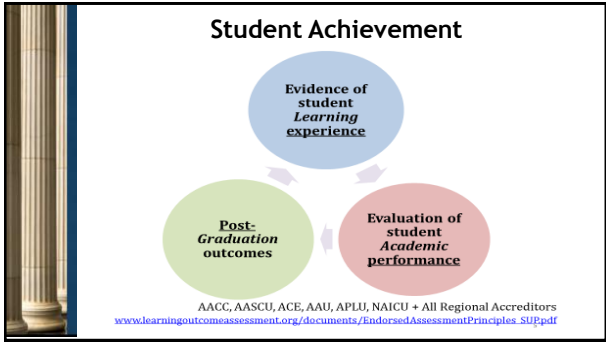 Student Achievement
Evidence of
student
Learning
experience
Evaluation of
student
Academic
performance
Post-
Graduation
outcomes
AACC, AASCU, ACE, AAU, APLU, NAICU + All Regional Accreditors
www.learningoutcomeassessment.org/documents/EndorsedAssessmentPrinciples_SUP.pdf